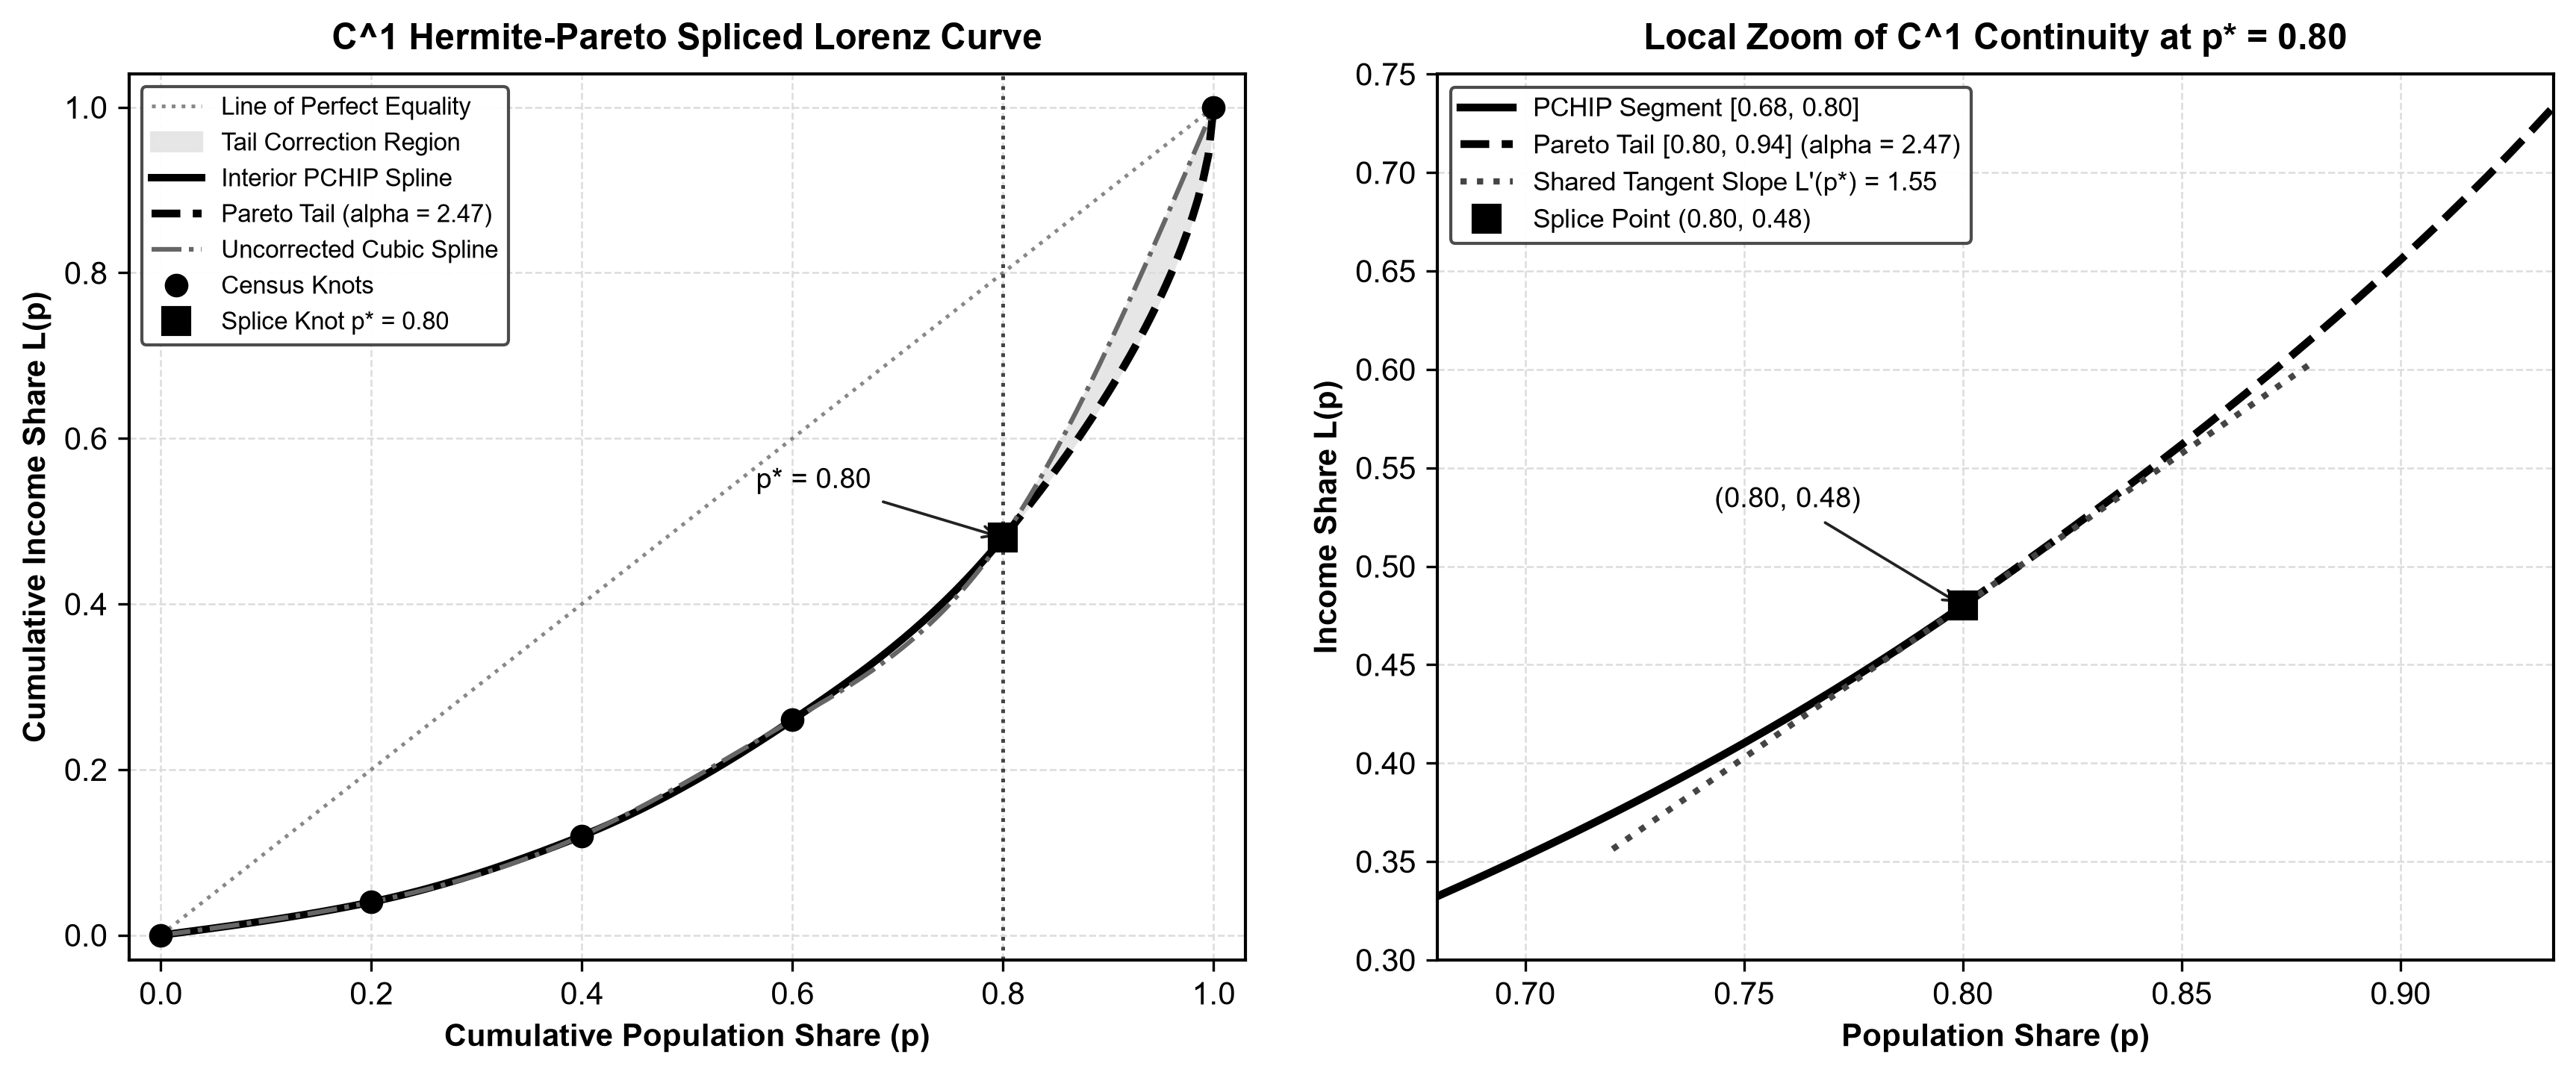 C^1 Hermite-Pareto Spliced Lorenz Curve
Line of Perfect Equality
Tail Correction Region
Interior PCHIP Spline
Pareto Tail (alpha = 2.47)
Uncorrected Cubic Spline
Census Knots
Splice Knot p* = 0.80
p* = 0.80
1.0
0.8
0.6
0.4
0.2
0.0
Cumulative Income Share L(p)
0.0 0.2 0.4 0.6 0.8 1.0
Cumulative Population Share (p)
Local Zoom of C^1 Continuity at p* = 0.80
PCHIP Segment [0.68, 0.80]
Pareto Tail [0.80, 0.94] (alpha = 2.47)
Shared Tangent Slope L'(p*) = 1.55
Splice Point (0.80, 0.48)
(0.80, 0.48)
0.75
0.70
0.65
0.60
0.55
0.50
0.45
0.40
0.35
0.30
Income Share L(p)
0.70 0.75 0.80 0.85 0.90
Population Share (p)